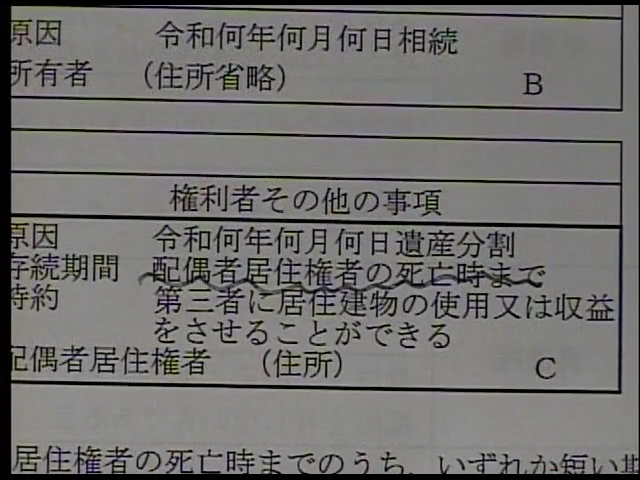 原因　令和何年何月何日相続
所有者　（住所省略）　B
権利者その他の事項
原因　令和何年何月何日遺産分割
存続期間　配偶者居住権者の死亡時まで
特約　第三者に居住建物の使用又は収益
をさせることができる
配偶者居住権者　（住所）　C
居住権者の死亡時までのうち，いずれか短い期